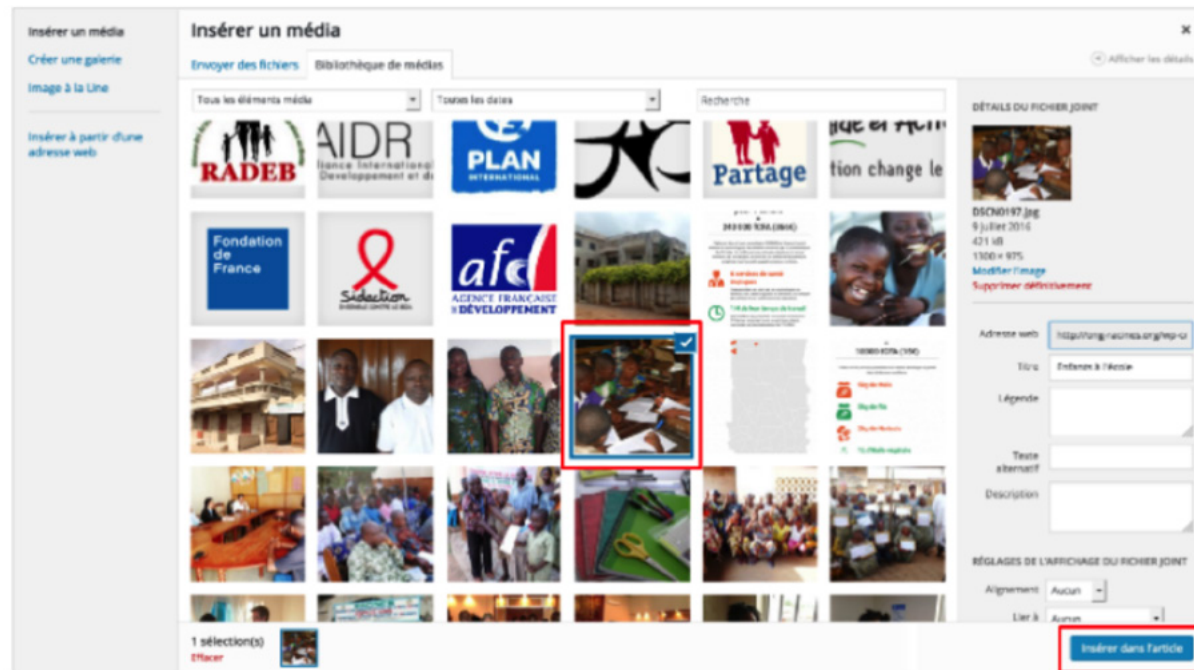 Insérer un média
Créer une galerie
Image à la Une
Insérer à partir d'une
adresse web
Insérer un média
×
Envoyer des fichiers
Bibliothèque de médias
Afficher les détails
Tous les éléments média
Toutes les dates
Recherche
RADEB
AIDR
PLAN
INTERNATIONAL
Partage
tion change le
Fondation
de
France
Sidaction
afd
AGENCE FRANÇAISE
DE DÉVELOPPEMENT
DÉTAILS DU FICHIER JOINT
DSCN0197.jpg
9 juillet 2016
421 kB
1300 × 975
Modifier l'image
Supprimer définitivement
Adresse web
Titre
Enfants à l'école
Légende
Texte
alternatif
Description
RÉGLAGES DE L'AFFICHAGE DU FICHIER JOINT
Alignement
Aucun
Lier à
Aucun
1 sélection(s)
Effacer
Insérer dans l'article